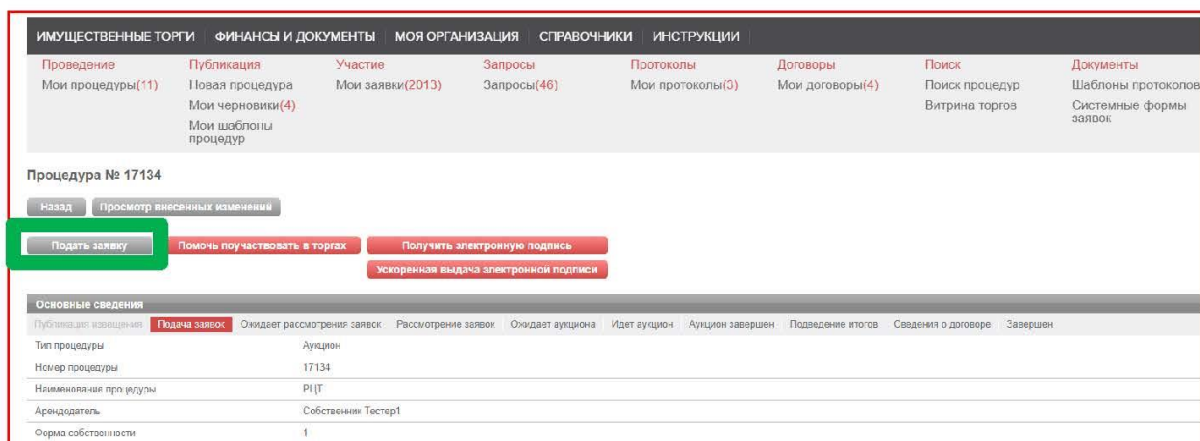 ИМУЩЕСТВЕННЫЕ ТОРГИ ФИНАНСЫ И ДОКУМЕНТЫ МОЯ ОРГАНИЗАЦИЯ СПРАВОЧНИКИ ИНСТРУКЦИИ
Проведение Публикация Участие Запросы Протоколы Договоры Поиск Документы
Мои процедуры(11) Новая процедура Мои заявки(2013) Запросы(46) Мои протоколы(3) Мои договоры(4) Поиск процедур Шаблоны протоколов
Мои черновики(4) Витрина торгов Системные формы
Мои шаблоны заявок
процедур
Процедура № 17134
Назад Просмотр внесенных изменений
Подать заявку Помочь поучаствовать в торгах Получить электронную подпись
Ускоренная выдача электронной подписи
Основные сведения
Публикация извещения Подача заявок Ожидает рассмотрения заявок Рассмотрение заявок Ожидает аукциона Идет аукцион Аукцион завершен Подведение итогов Сведения о договоре Завершен
Тип процедуры Аукцион
Номер процедуры 17134
Наименование процедуры РЦТ
Арендодатель Собственник Тестер1
Форма собственности 1